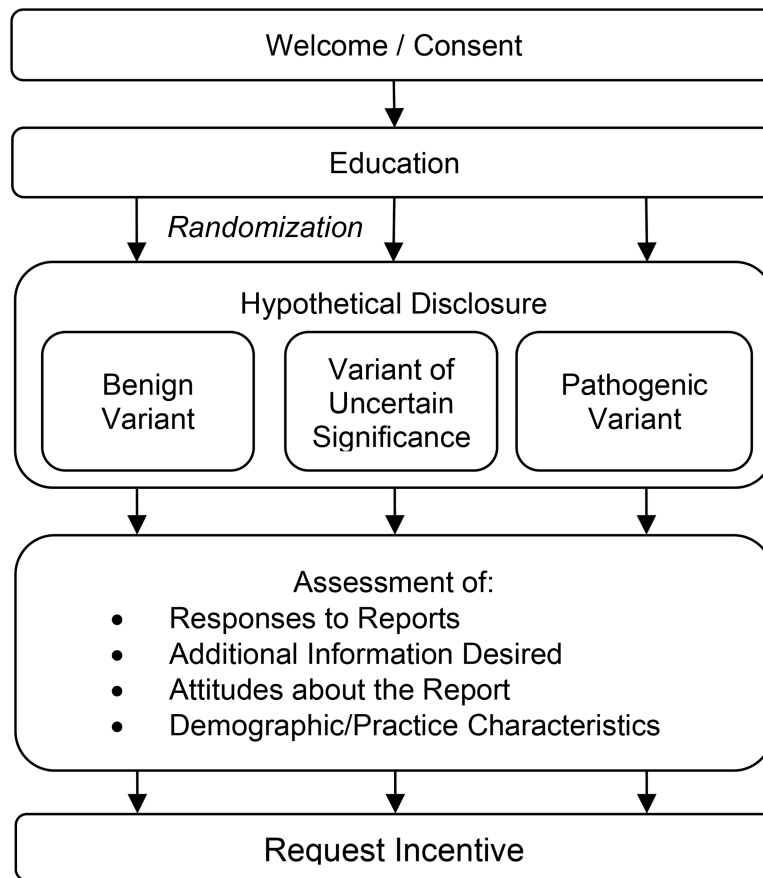 Welcome / Consent
Education
Randomization
Hypothetical Disclosure
Benign
Variant
Variant of
Uncertain
Significance
Pathogenic
Variant
Assessment of:
• Responses to Reports
• Additional Information Desired
• Attitudes about the Report
• Demographic/Practice Characteristics
Request Incentive